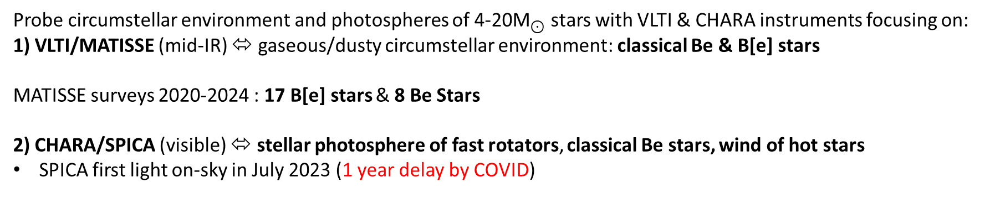 Probe circumstellar environment and photospheres of 4-20M☉ stars with VLTI & CHARA instruments focusing on:
1) VLTI/MATISSE (mid-IR) ⬄ gaseous/dusty circumstellar environment: classical Be & B[e] stars
MATISSE surveys 2020-2024 : 17 B[e] stars & 8 Be Stars
2) CHARA/SPICA (visible) ⬄ stellar photosphere of fast rotators, classical Be stars, wind of hot stars
• SPICA first light on-sky in July 2023 (1 year delay by COVID)